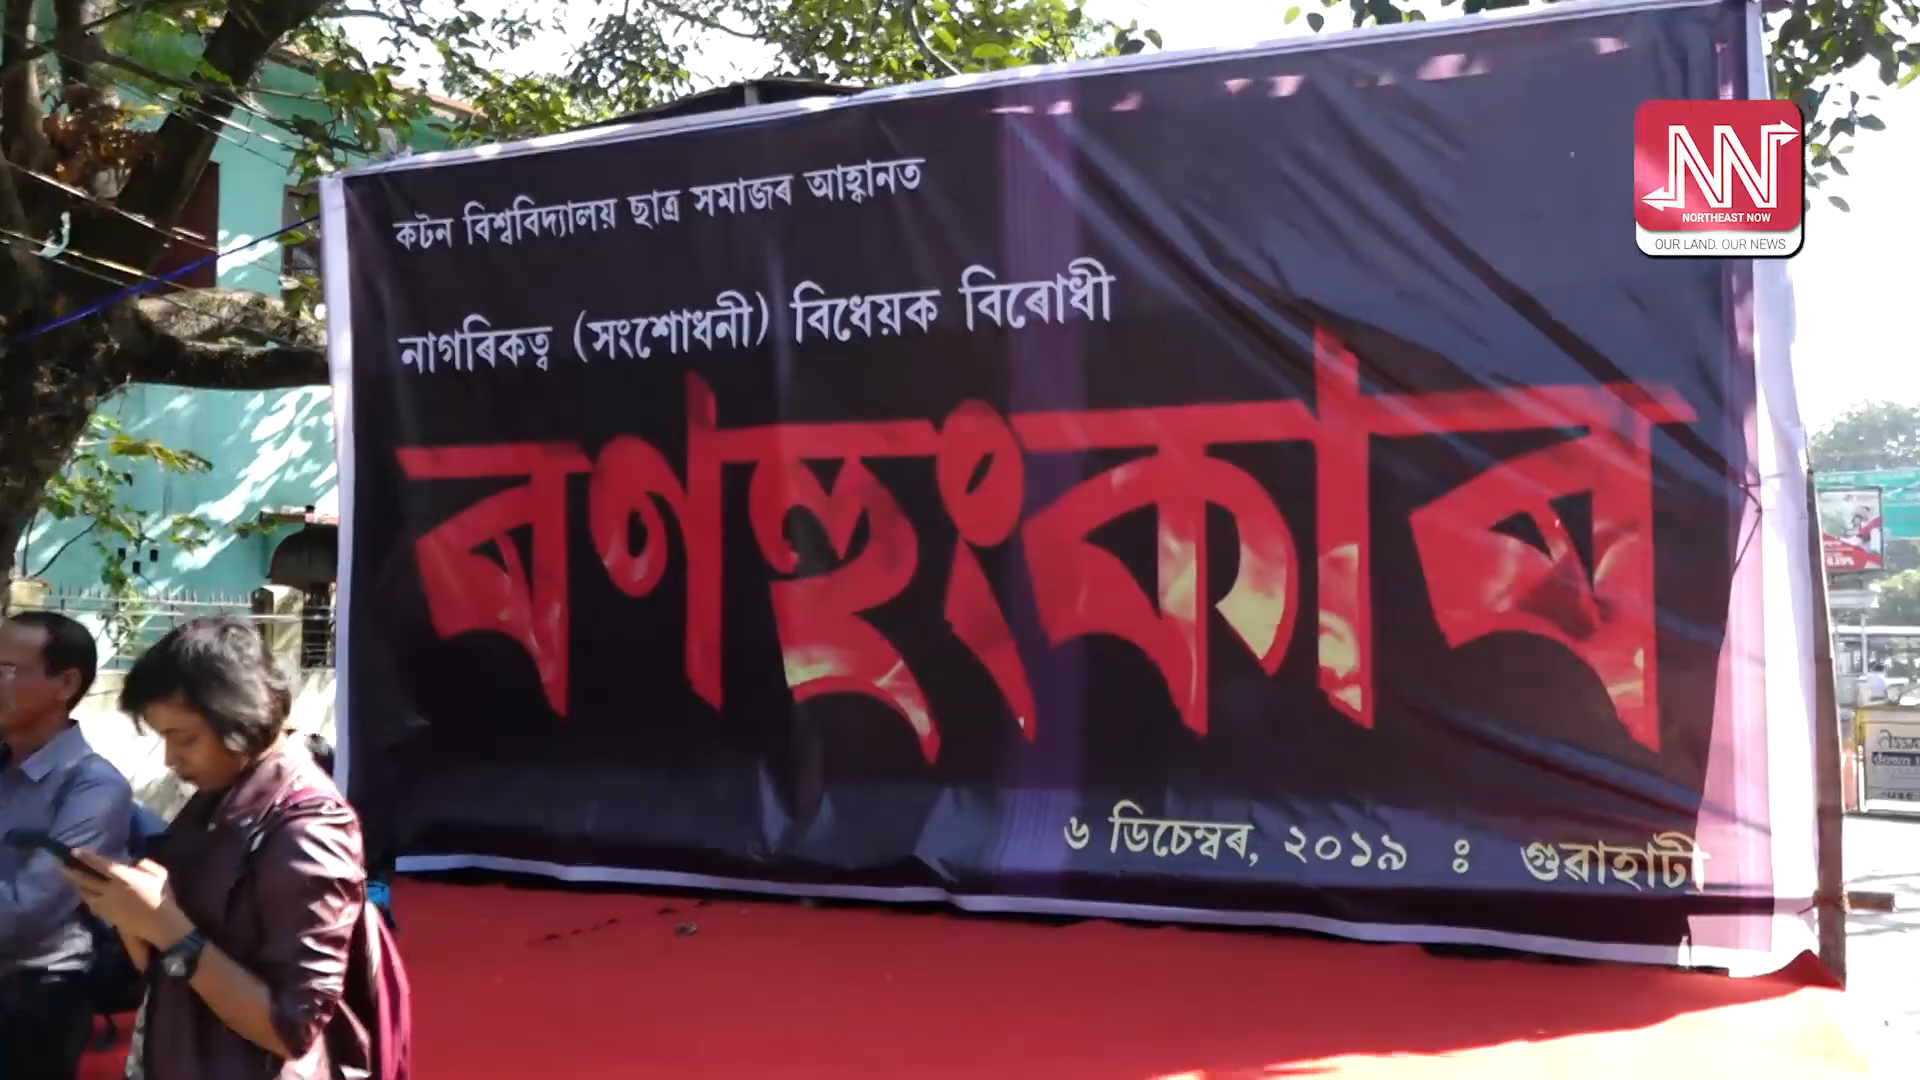 কটন বিশ্ববিদ্যালয় ছাত্ৰ সমাজৰ আহ্বানত
নাগৰিকত্ব (সংশোধনী) বিধেয়ক বিৰোধী
ৰণহুংকাৰ
৬ ডিচেম্বৰ, ২০১৯ : গুৱাহাটী
NN
NORTHEAST NOW
OUR LAND, OUR NEWS